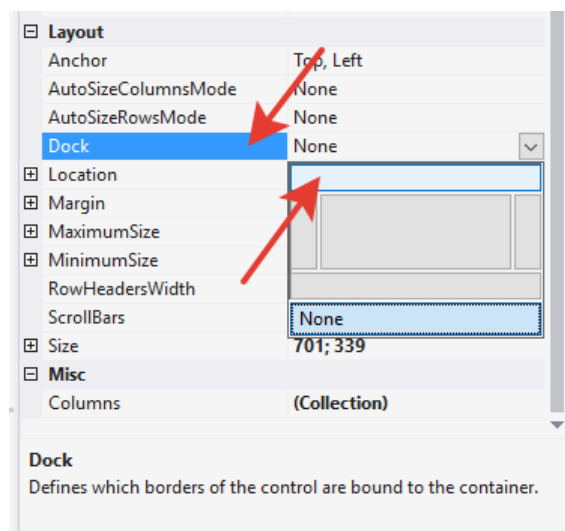 Layout
Anchor Top, Left
AutoSizeColumnsMode None
AutoSizeRowsMode None
Dock None
Location
Margin
MaximumSize
MinimumSize
RowHeadersWidth
ScrollBars None
Size 701; 339
Misc
Columns (Collection)
Dock
Defines which borders of the control are bound to the container.